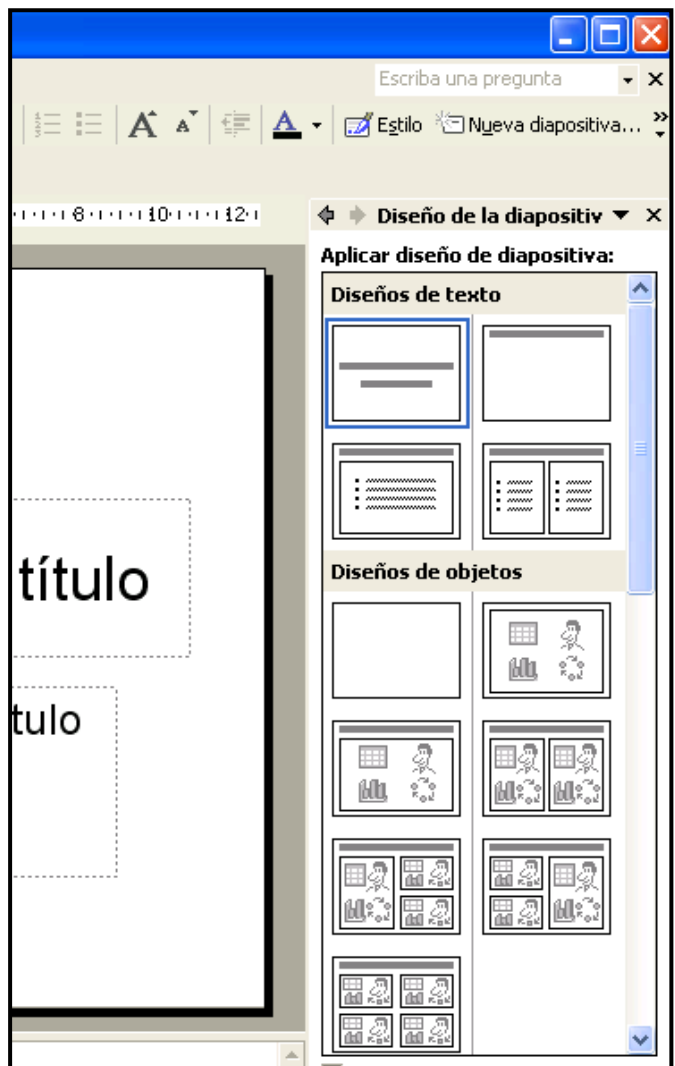 Escriba una pregunta
A A A Estilo Nueva diapositiva...
8 10 12
Diseño de la diapositiv
Aplicar diseño de diapositiva:
Diseños de texto
título
Diseños de objetos
tulo